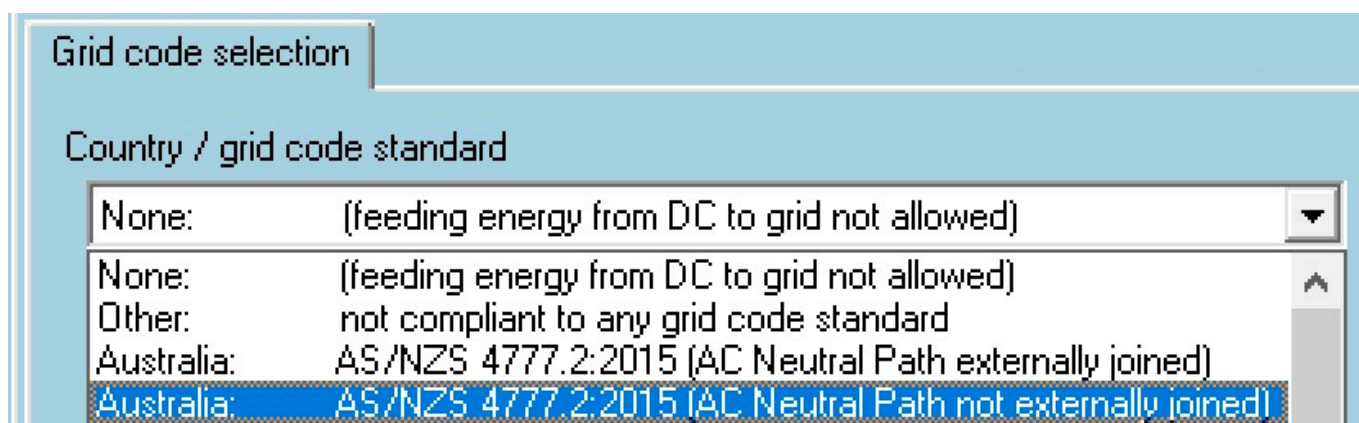 Grid code selection
Country / grid code standard
None: (feeding energy from DC to grid not allowed)
None: (feeding energy from DC to grid not allowed)
Other: not compliant to any grid code standard
Australia: AS/NZS 4777.2:2015 (AC Neutral Path externally joined)
Australia: AS/NZS 4777.2:2015 (AC Neutral Path not externally joined)